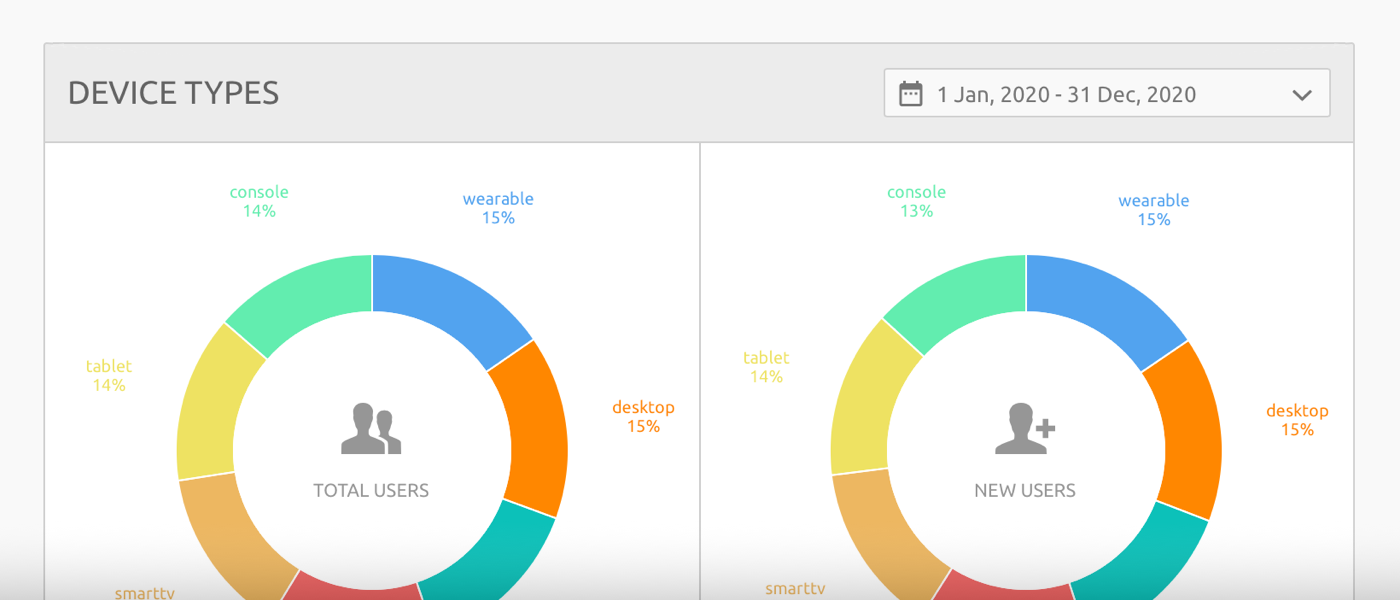 DEVICE TYPES
1 Jan, 2020 - 31 Dec, 2020
console
14%
wearable
15%
tablet
14%
desktop
15%
TOTAL USERS
smarttv
console
13%
wearable
15%
tablet
14%
desktop
15%
NEW USERS
smarttv